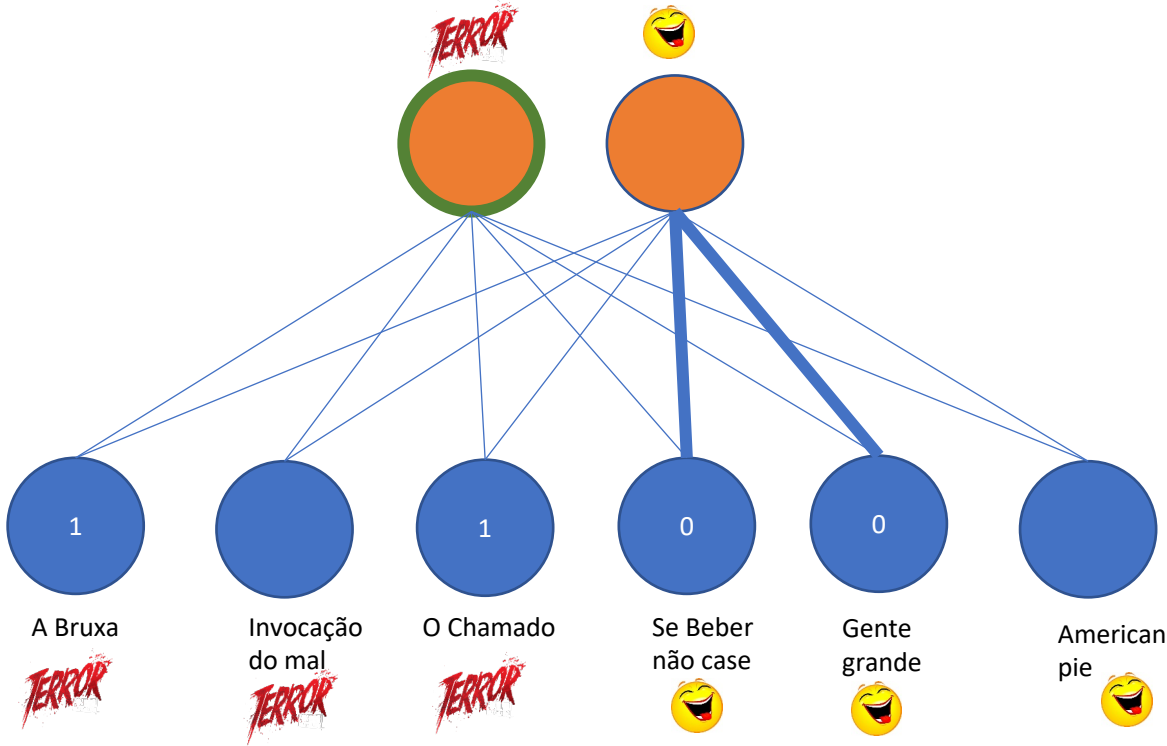 TERROR
1
1
0
0
A Bruxa
Invocação
do mal
O Chamado
Se Beber
não case
Gente
grande
American
pie
TERROR
TERROR
TERROR